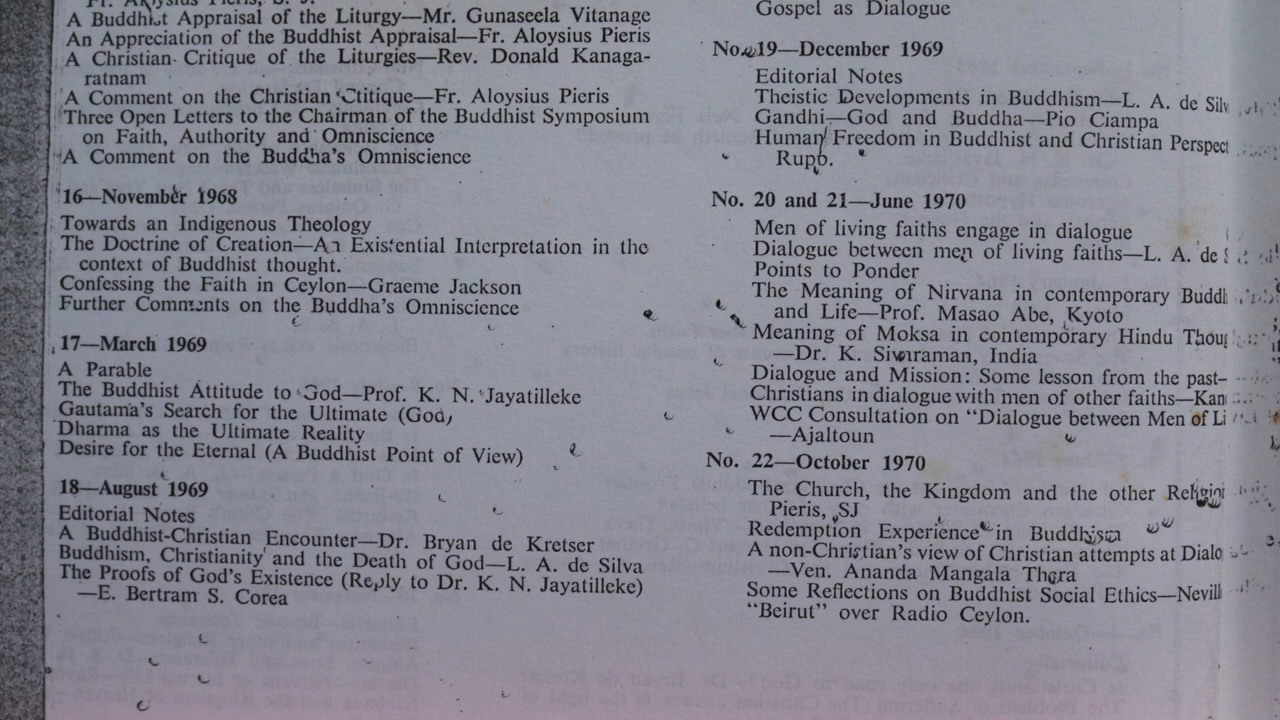 Fr. Aloysius Pieris, S. J.
A Buddhist Appraisal of the Liturgy—Mr. Gunaseela Vitanage
An Appreciation of the Buddhist Appraisal—Fr. Aloysius Pieris
A Christian Critique of the Liturgies—Rev. Donald Kanaga-
ratnam
A Comment on the Christian Ctitique—Fr. Aloysius Pieris
Three Open Letters to the Chairman of the Buddhist Symposium
on Faith, Authority and Omniscience
A Comment on the Buddha's Omniscience
16—November 1968
Towards an Indigenous Theology
The Doctrine of Creation—An Existential Interpretation in the
context of Buddhist thought.
Confessing the Faith in Ceylon—Graeme Jackson
Further Comments on the Buddha's Omniscience
17—March 1969
A Parable
The Buddhist Attitude to God—Prof. K. N. Jayatilleke
Gautama's Search for the Ultimate (God,
Dharma as the Ultimate Reality
Desire for the Eternal (A Buddhist Point of View)
18—August 1969
Editorial Notes
A Buddhist-Christian Encounter—Dr. Bryan de Kretser
Buddhism, Christianity and the Death of God—L. A. de Silva
The Proofs of God's Existence (Reply to Dr. K. N. Jayatilleke)
—E. Bertram S. Corea
Gospel as Dialogue
No. 19—December 1969
Editorial Notes
Theistic Developments in Buddhism—L. A. de Silv
Gandhi—God and Buddha—Pio Ciampa
Human Freedom in Buddhist and Christian Perspect
Rupp.
No. 20 and 21—June 1970
Men of living faiths engage in dialogue
Dialogue between men of living faiths—L. A. de S
Points to Ponder
The Meaning of Nirvana in contemporary Buddh
and Life—Prof. Masao Abe, Kyoto
Meaning of Moksa in contemporary Hindu Thoug
—Dr. K. Sivaraman, India
Dialogue and Mission: Some lesson from the past–
Christians in dialogue with men of other faiths—Kan
WCC Consultation on "Dialogue between Men of Li
—Ajaltoun
No. 22—October 1970
The Church, the Kingdom and the other Religio
Pieris, SJ
Redemption Experience in Buddhism
A non-Christian's view of Christian attempts at Dialo
—Ven. Ananda Mangala Thera
Some Reflections on Buddhist Social Ethics—Nevill
"Beirut" over Radio Ceylon.